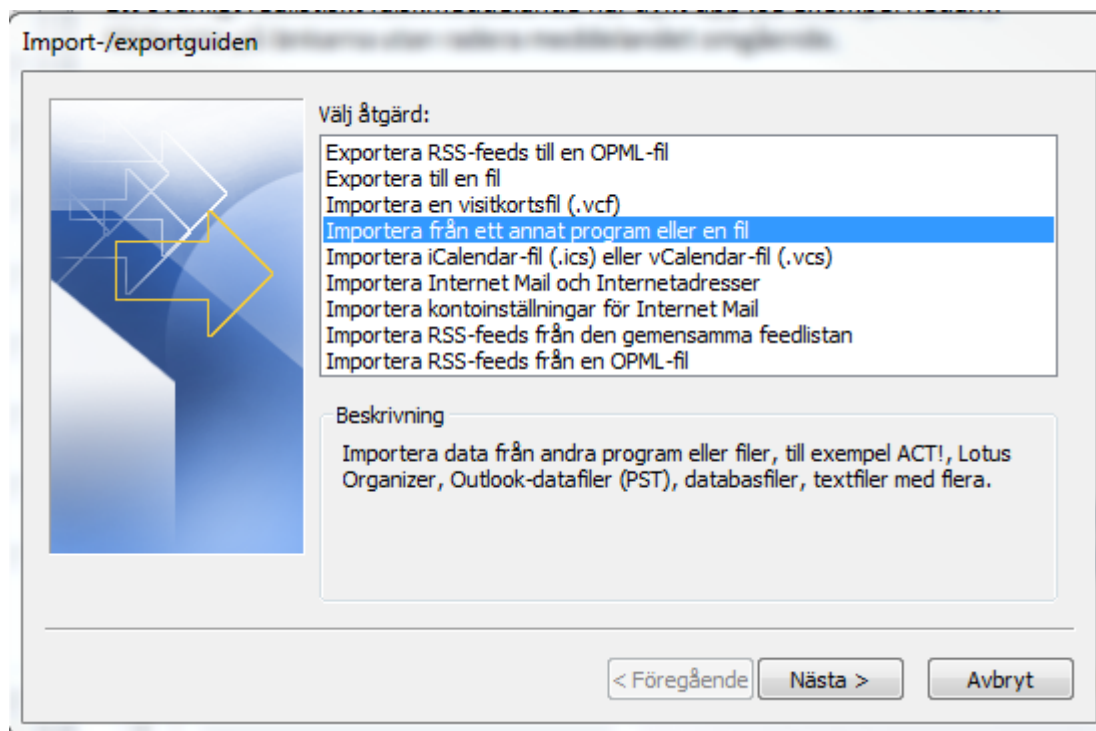 Import-/exportguiden
Välj åtgärd:
Exportera RSS-feeds till en OPML-fil
Exportera till en fil
Importera en visitkortsfil (.vcf)
Importera från ett annat program eller en fil
Importera iCalendar-fil (.ics) eller vCalendar-fil (.vcs)
Importera Internet Mail och Internetadresser
Importera kontoinställningar för Internet Mail
Importera RSS-feeds från den gemensamma feedlistan
Importera RSS-feeds från en OPML-fil
Beskrivning
Importera data från andra program eller filer, till exempel ACT!, Lotus
Organizer, Outlook-datafiler (PST), databasfiler, textfiler med flera.
< Föregående Nästa > Avbryt